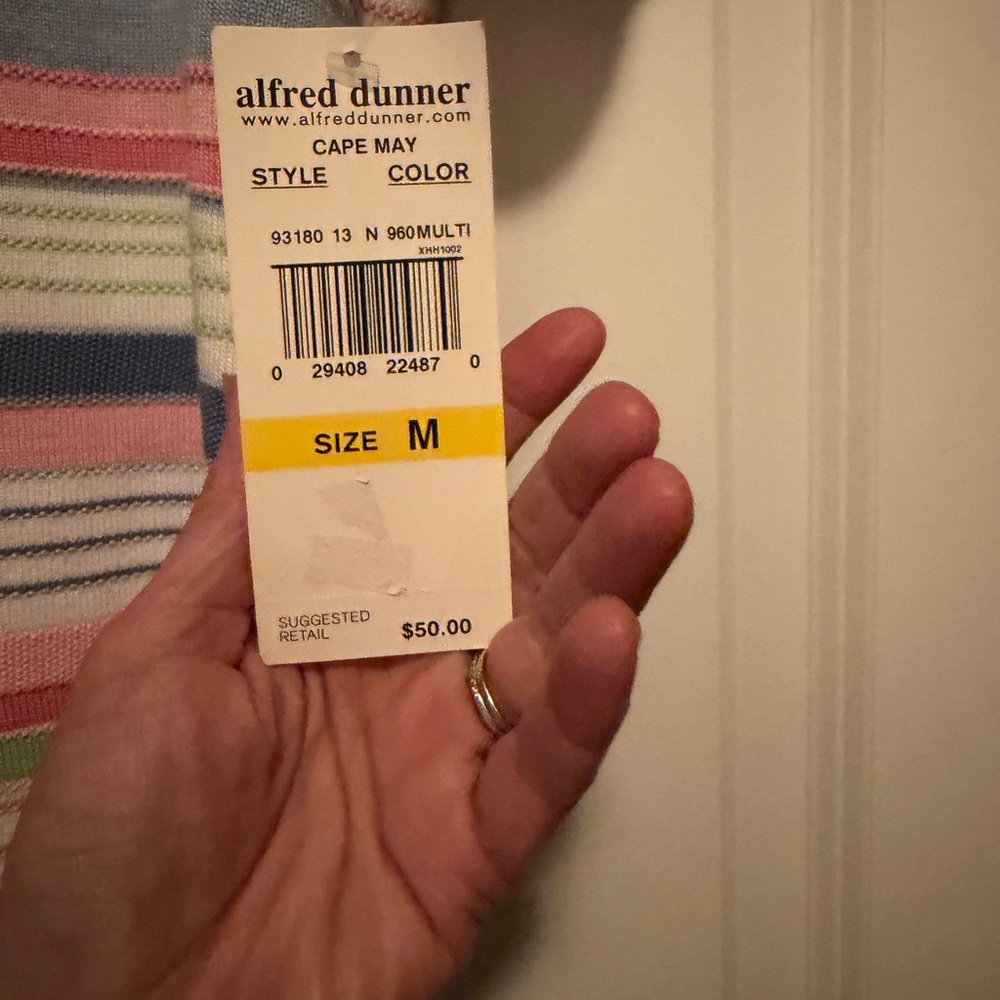 alfred dunner
www.alfreddunner.com
CAPE MAY
STYLE COLOR
93180 13 N 960MULTI
XHH1002
0 29408 22487 0
SIZE M
SUGGESTED
RETAIL $50.00